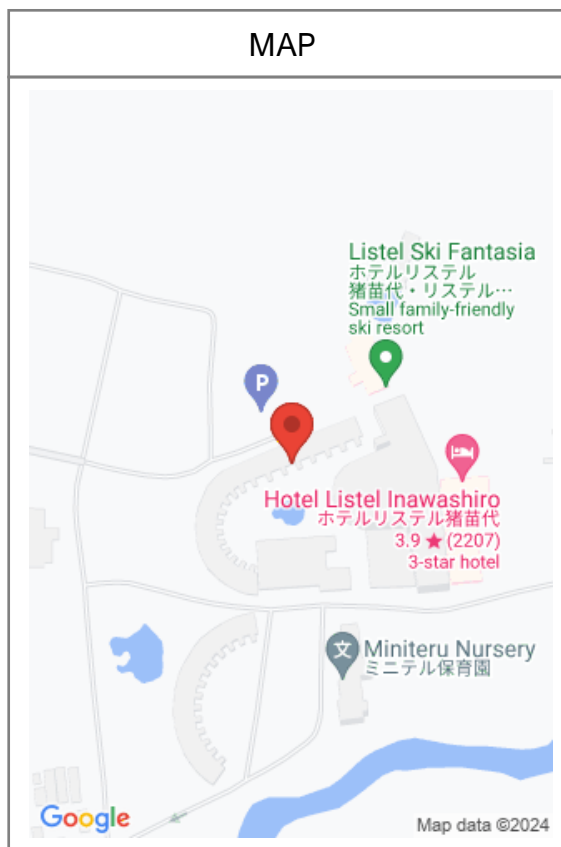 MAP
Listel Ski Fantasia
ホテルリステル
猪苗代・リステル…
Small family-friendly
ski resort
P
Hotel Listel Inawashiro
ホテルリステル猪苗代
3.9 ★ (2207)
3-star hotel
文
Miniteru Nursery
ミニテル保育園
Google
Map data ©2024